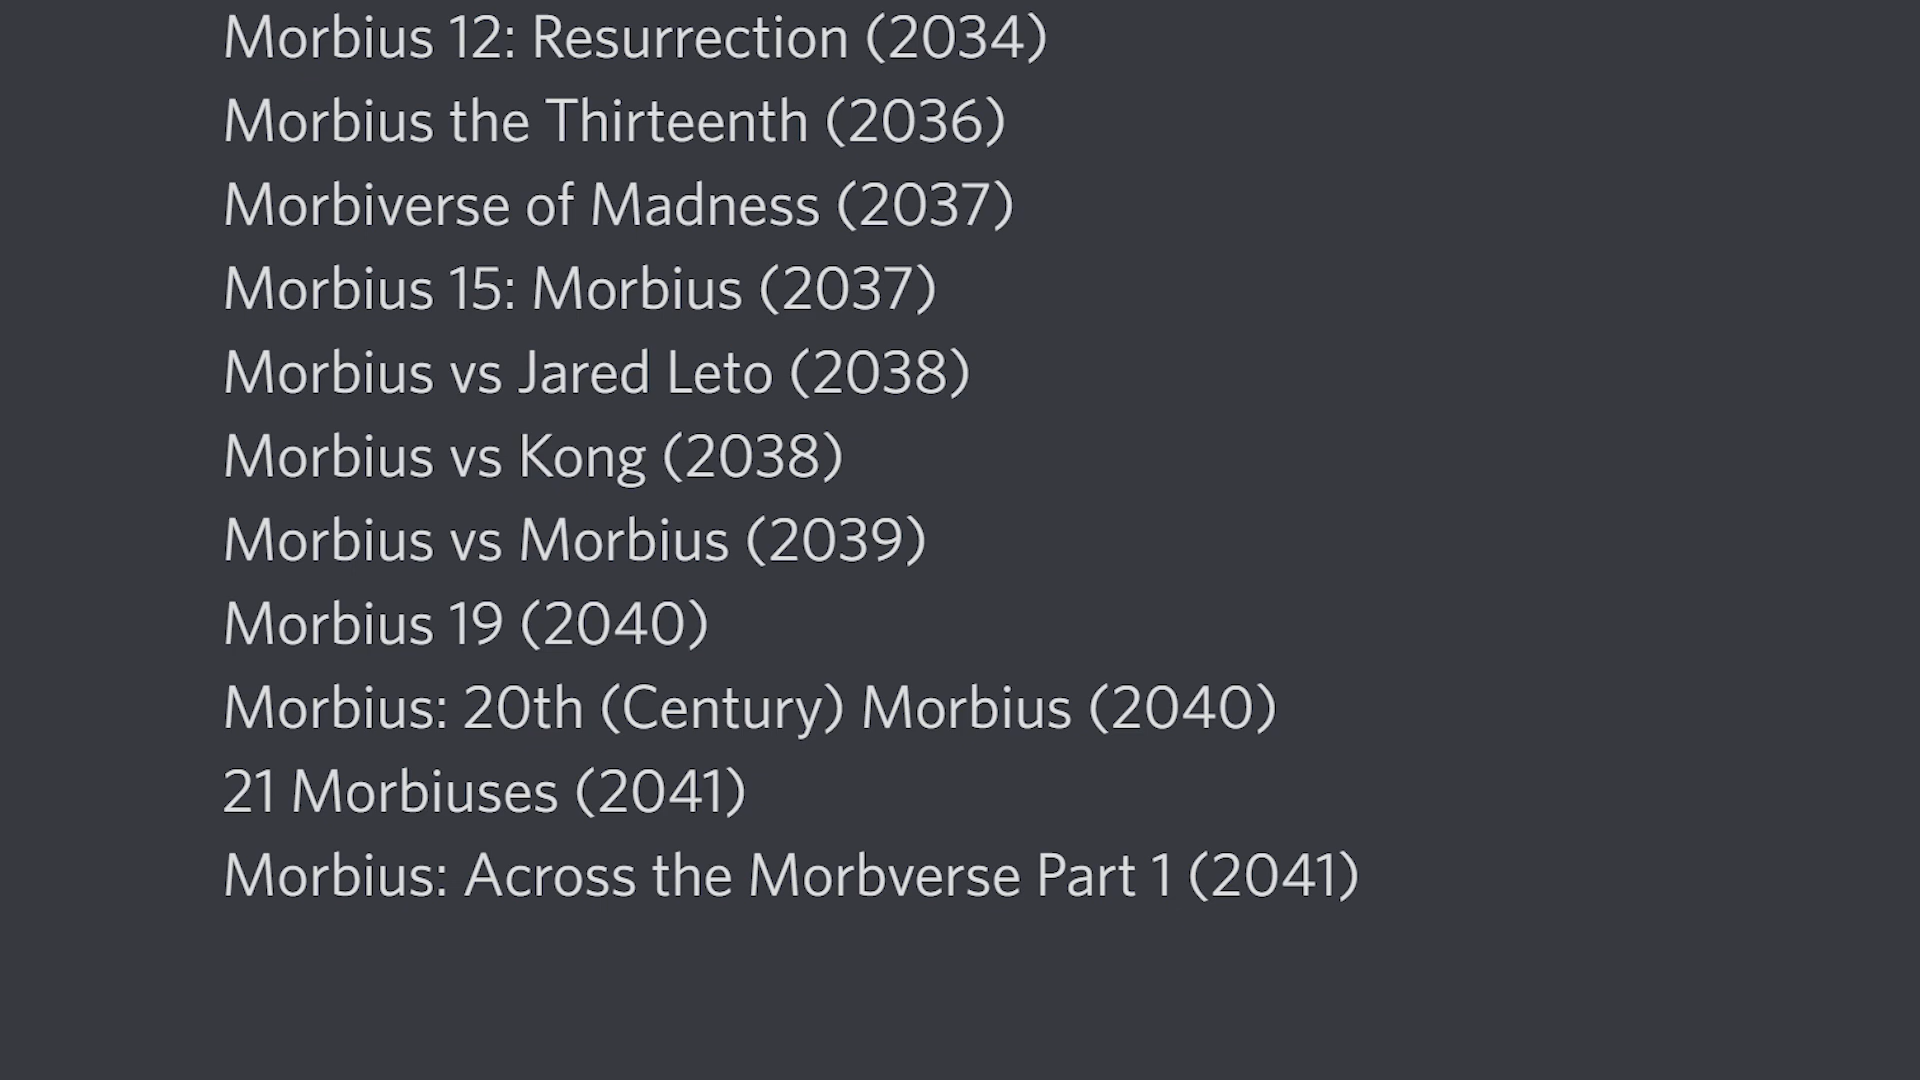 Morbius 12: Resurrection (2034)
Morbius the Thirteenth (2036)
Morbiverse of Madness (2037)
Morbius 15: Morbius (2037)
Morbius vs Jared Leto (2038)
Morbius vs Kong (2038)
Morbius vs Morbius (2039)
Morbius 19 (2040)
Morbius: 20th (Century) Morbius (2040)
21 Morbiuses (2041)
Morbius: Across the Morbverse Part 1 (2041)